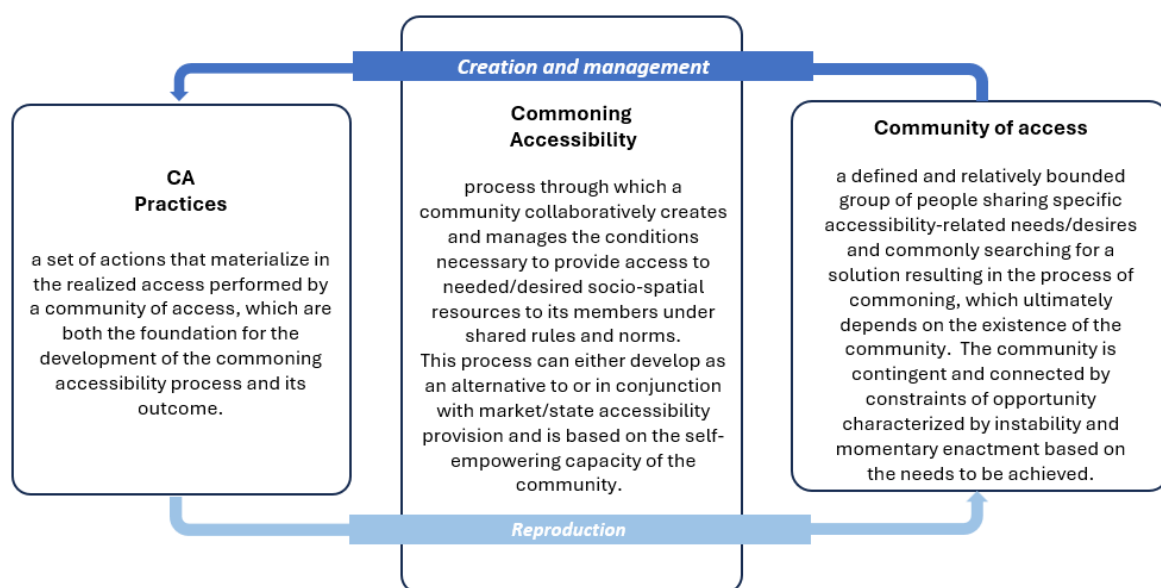 Creation and management
CA
Practices
a set of actions that materialize in
the realized access performed by
a community of access, which are
both the foundation for the
development of the commoning
accessibility process and its
outcome.
Commoning
Accessibility
process through which a
community collaboratively creates
and manages the conditions
necessary to provide access to
needed/desired socio-spatial
resources to its members under
shared rules and norms.
This process can either develop as
an alternative to or in conjunction
with market/state accessibility
provision and is based on the self-
empowering capacity of the
community.
Community of access
a defined and relatively bounded
group of people sharing specific
accessibility-related needs/desires
and commonly searching for a
solution resulting in the process of
commoning, which ultimately
depends on the existence of the
community.  The community is
contingent and connected by
constraints of opportunity
characterized by instability and
momentary enactment based on
the needs to be achieved.
Reproduction